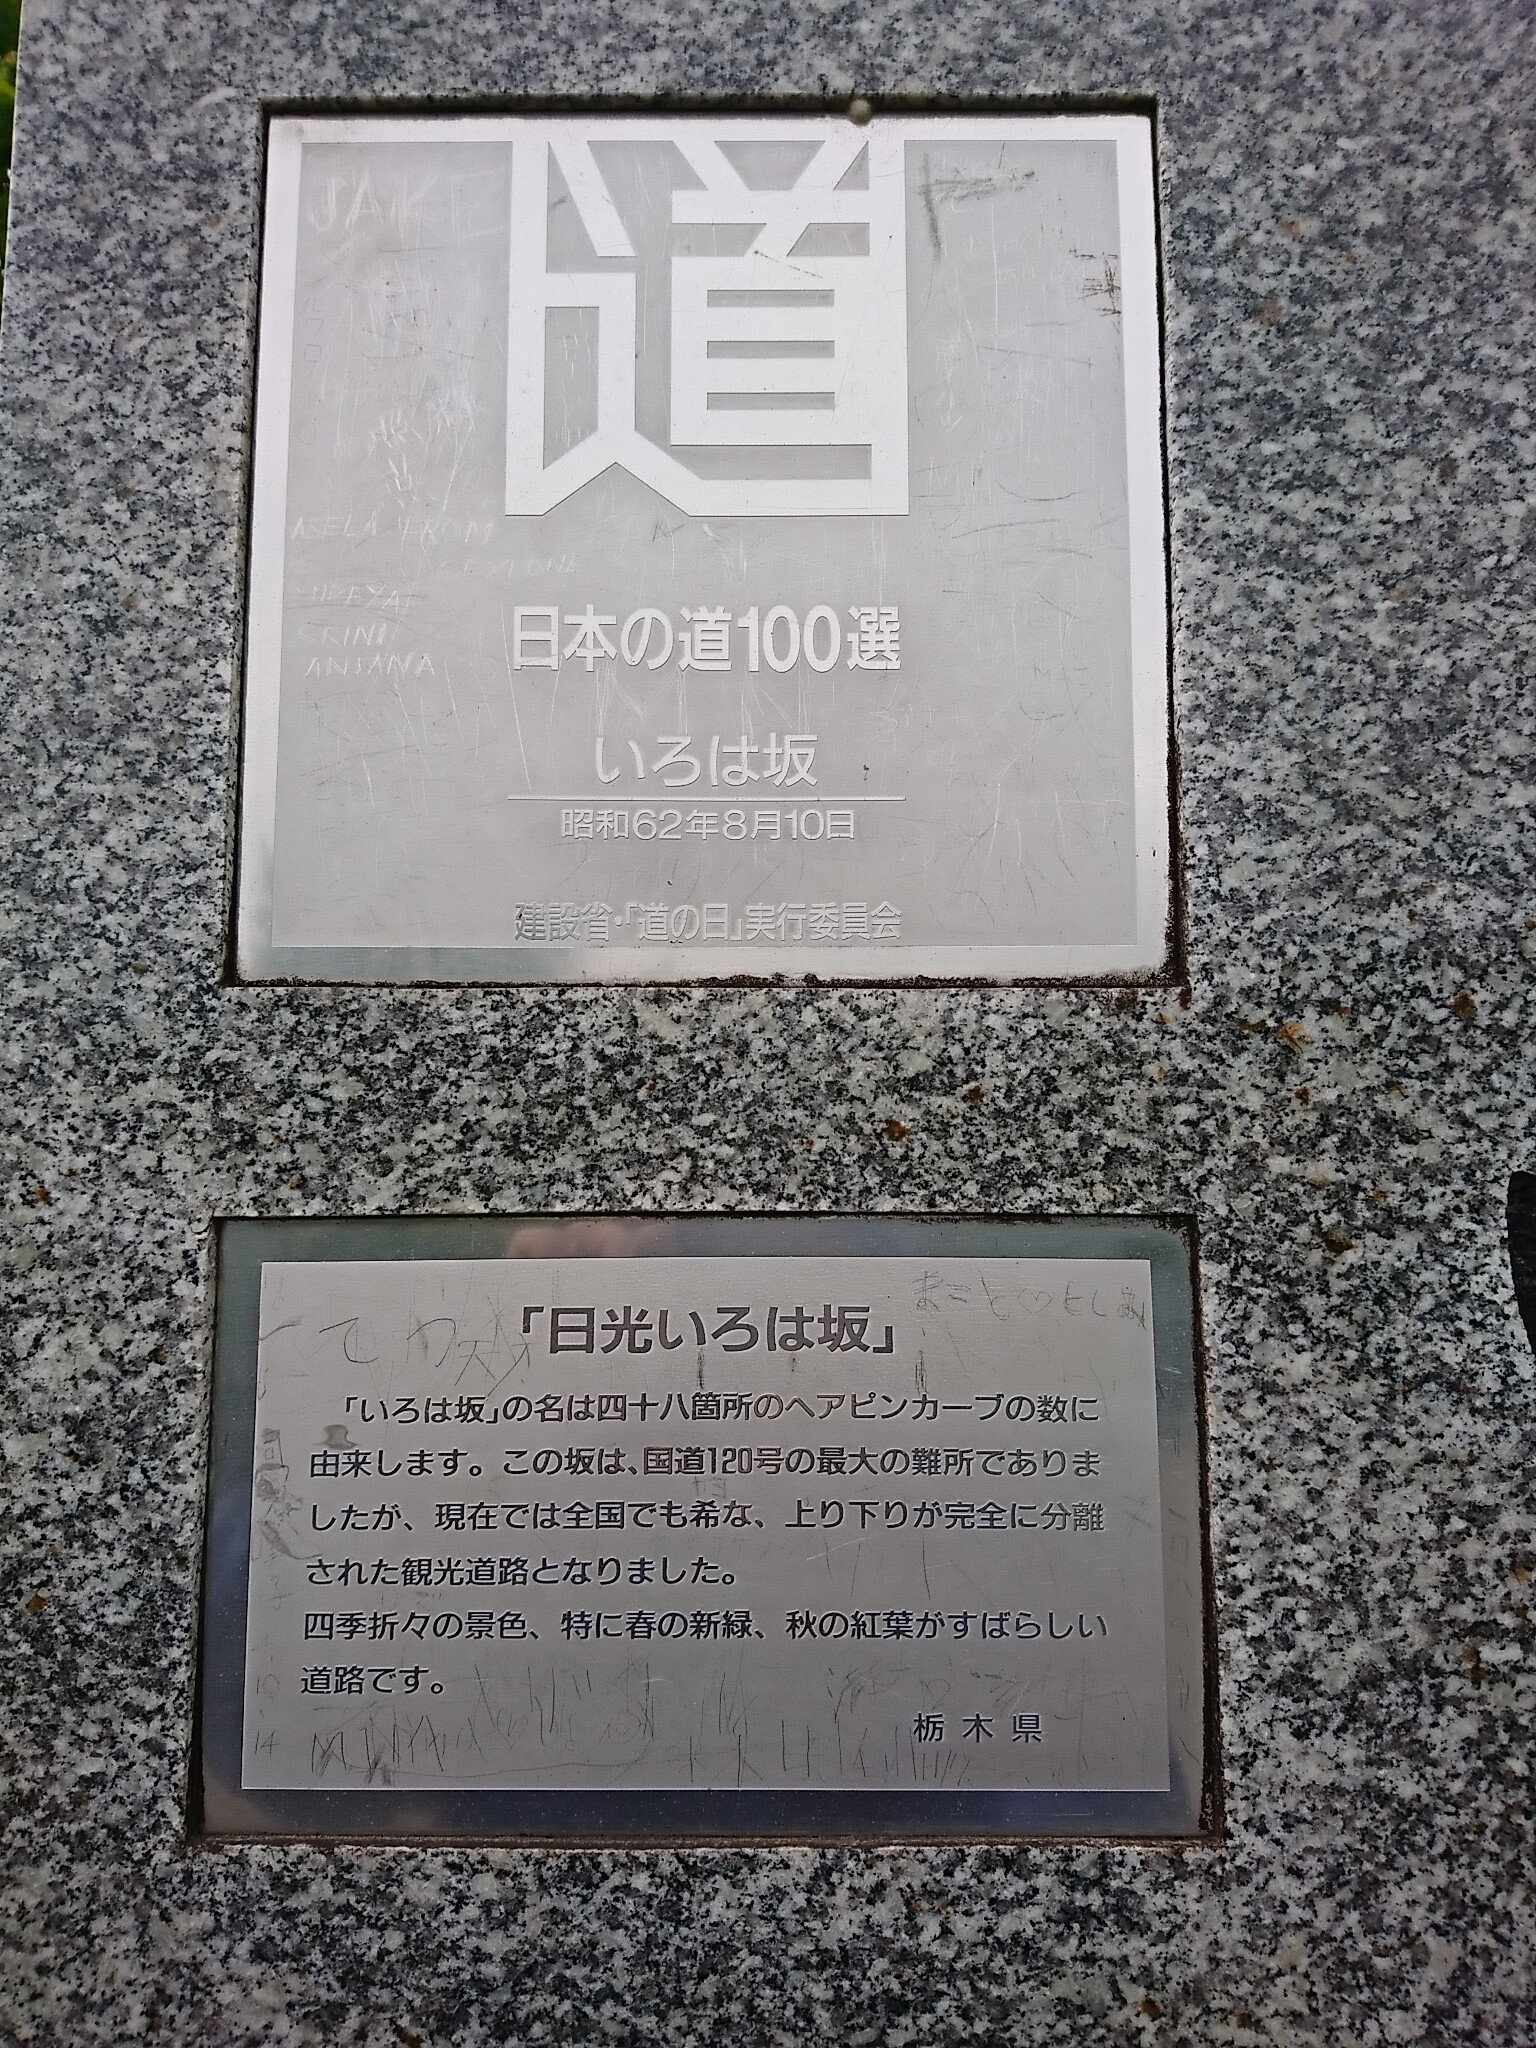 道
日本の道100選
いろは坂
昭和62年8月10日
建設省・「道の日」実行委員会
JAKE
ASELA FROM
SRINI
ANJANA
「日光いろは坂」
「いろは坂」の名は四十八箇所のヘアピンカーブの数に
由来します。この坂は、国道120号の最大の難所でありま
したが、現在では全国でも希な、上り下りが完全に分離
された観光道路となりました。
四季折々の景色、特に春の新緑、秋の紅葉がすばらしい
道路です。
栃木県